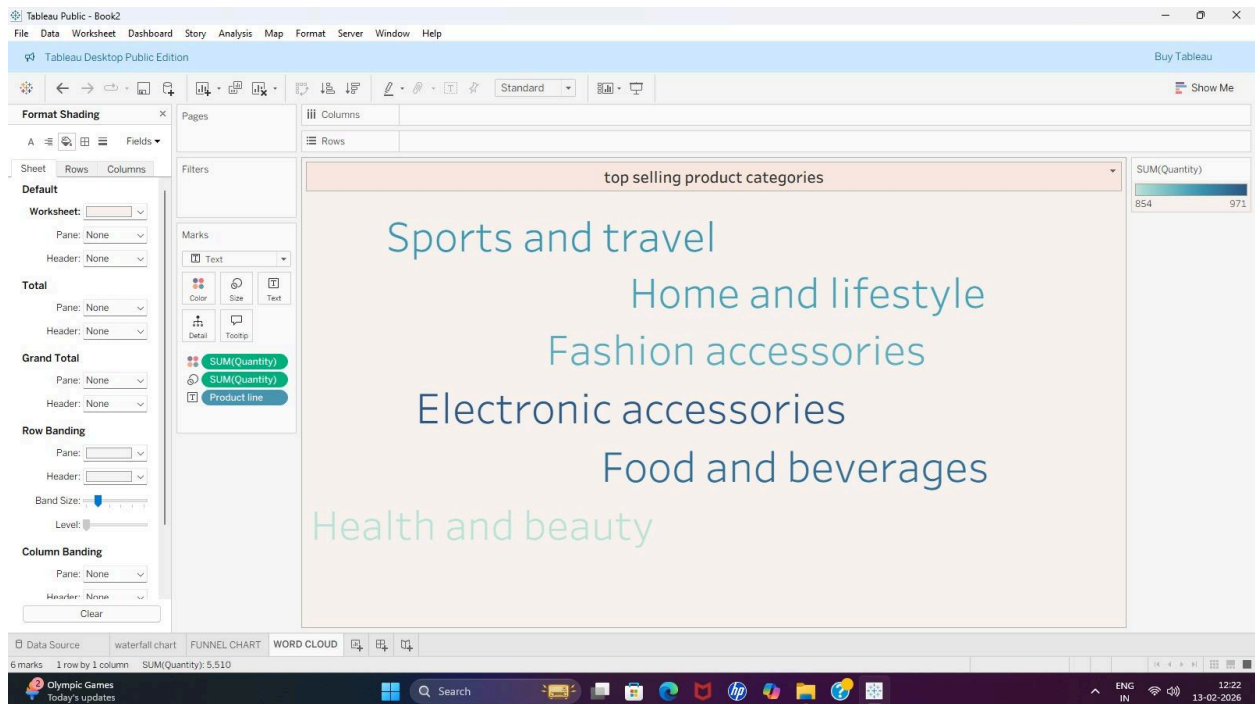 Tableau Public - Book2
File Data Worksheet Dashboard Story Analysis Map Format Server Window Help
Tableau Desktop Public Edition
Buy Tableau
Standard
Show Me
Format Shading
Fields
Sheet Rows Columns
Default
Worksheet:
Pane: None
Header: None
Total
Pane: None
Header: None
Grand Total
Pane: None
Header: None
Row Banding
Pane:
Header:
Band Size:
Level:
Column Banding
Pane: None
Header: None
Clear
Pages
Filters
Marks
Text
Color Size Text
Detail Tooltip
SUM(Quantity)
SUM(Quantity)
Product line
Columns
Rows
top selling product categories
Sports and travel
Home and lifestyle
Fashion accessories
Electronic accessories
Food and beverages
Health and beauty
SUM(Quantity)
854 971
Data Source waterfall chart FUNNEL CHART WORD CLOUD
6 marks 1 row by 1 column SUM(Quantity): 5,510
2
Olympic Games
Today's updates
Search
hp
ENG
IN
12:22
13-02-2026